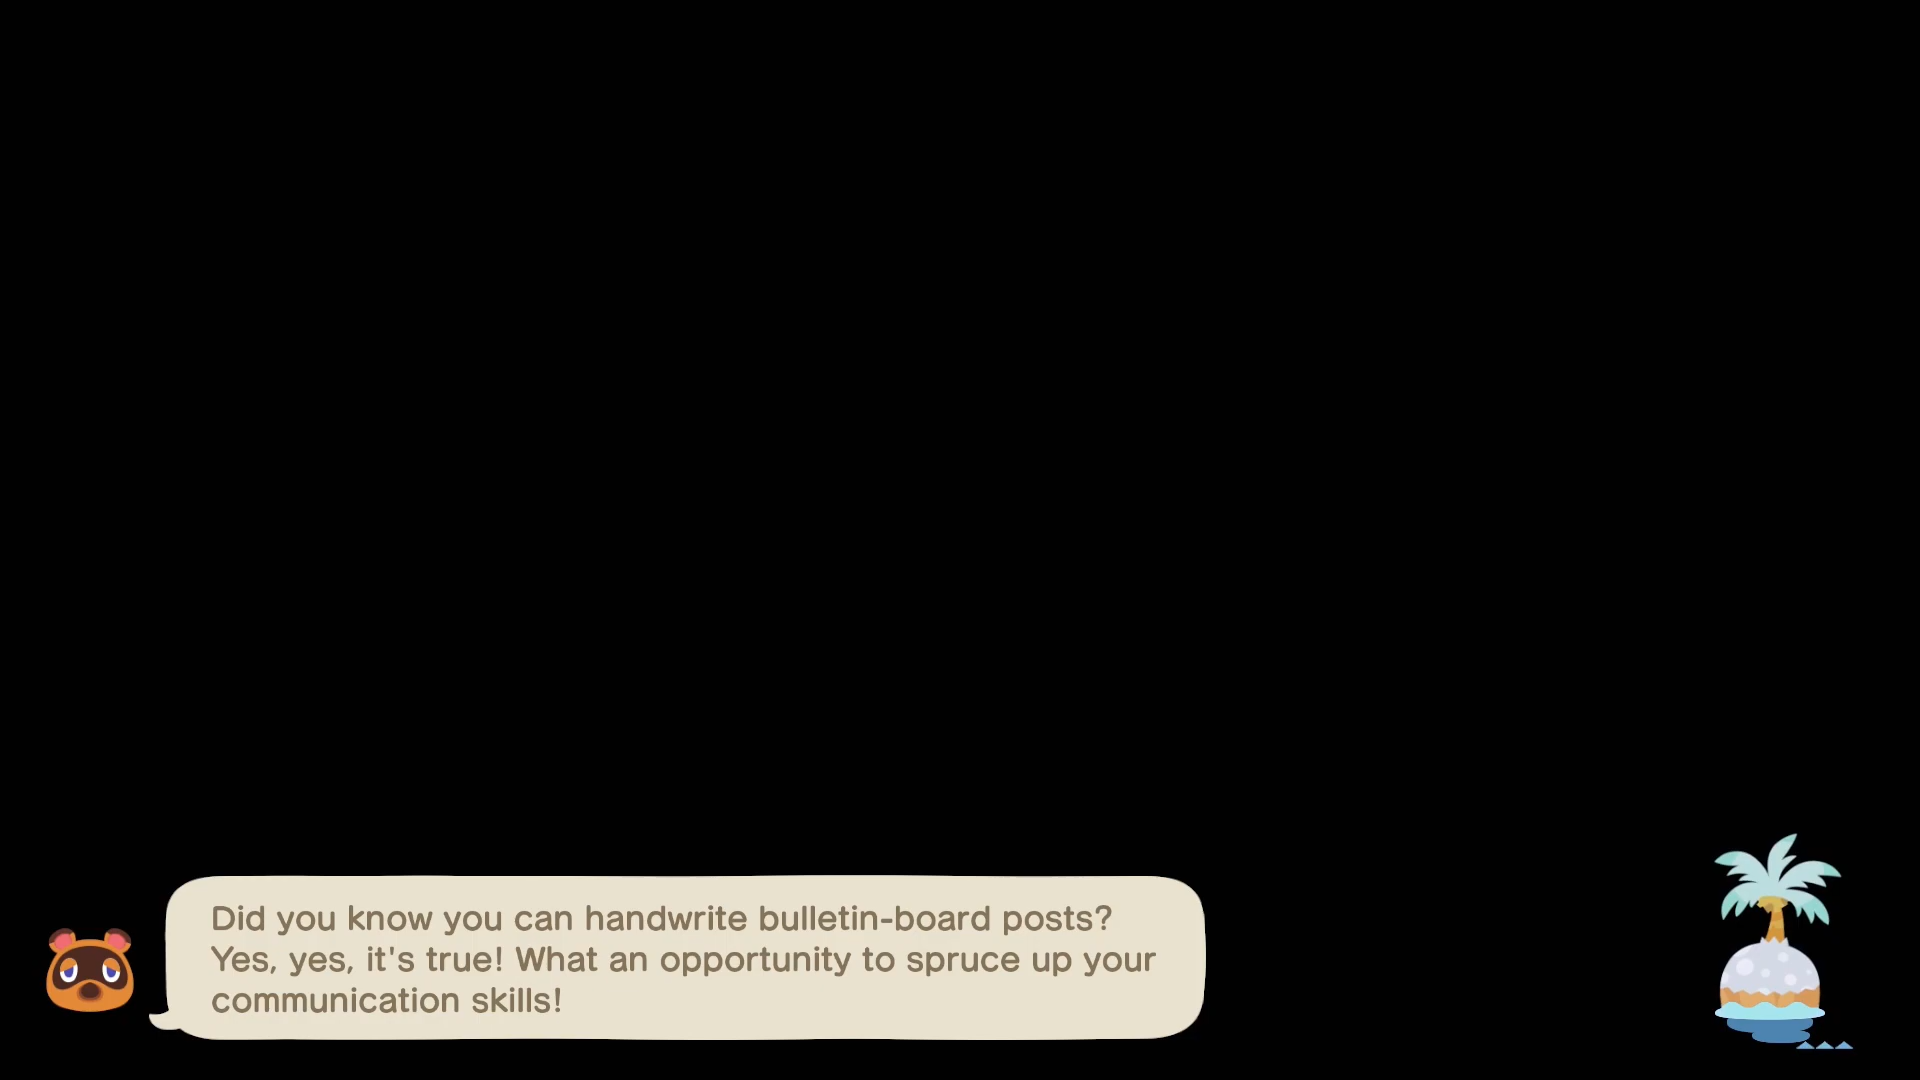 Did you know you can handwrite bulletin-board posts?
Yes, yes, it's true! What an opportunity to spruce up your
communication skills!